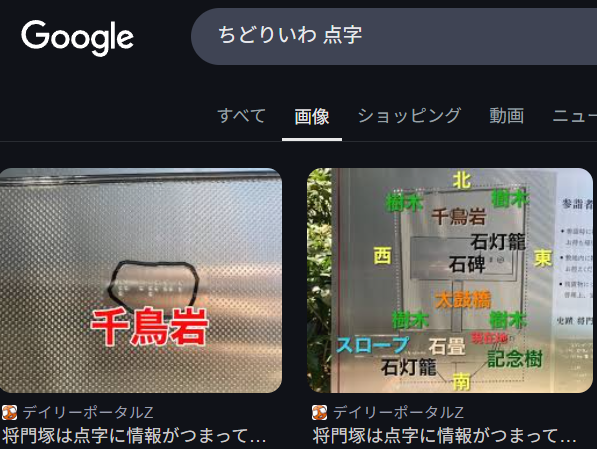 Google
ちどりいわ 点字
すべて 画像 ショッピング 動画 ニュー
千鳥岩
デイリーポータルZ
将門塚は点字に情報がつまって…
北
樹木 樹木
千鳥岩
石灯籠
西 石碑 東
太鼓橋
樹木 樹木
現在地
スロープ 石畳 記念樹
石灯籠
南
参詣者
史蹟 将門
デイリーポータルZ
将門塚は点字に情報がつまって…